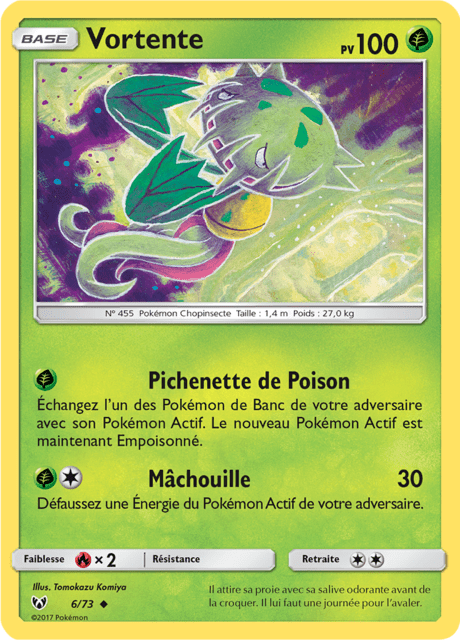 BASE Vortente PV100
N° 455 Pokémon Chopinsecte Taille : 1,4 m Poids : 27,0 kg
Pichenette de Poison
Échangez l'un des Pokémon de Banc de votre adversaire
avec son Pokémon Actif. Le nouveau Pokémon Actif est
maintenant Empoisonné.
Mâchouille 30
Défaussez une Énergie du Pokémon Actif de votre adversaire.
Faiblesse ×2 Résistance Retraite
Illus. Tomokazu Komiya
6/73
©2017 Pokémon
Il attire sa proie avec sa salive odorante avant de
la croquer. Il lui faut une journée pour l'avaler.